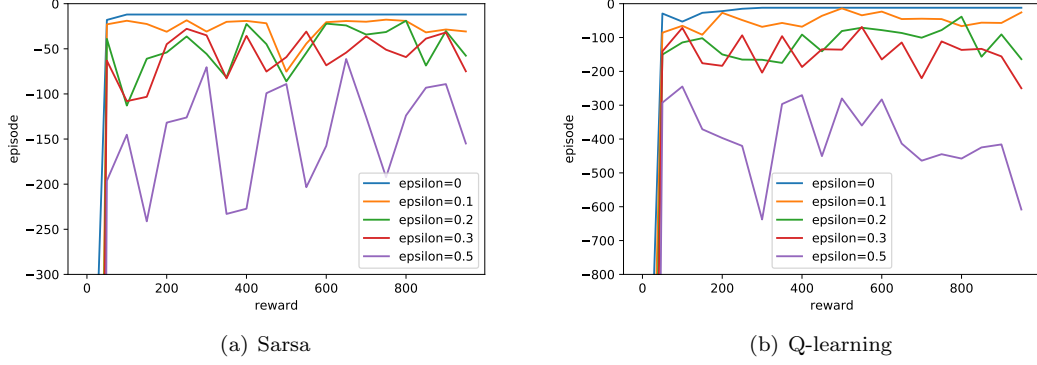 0
−50
−100
−150
−200
−250
−300
episode
0
200
400
600
800
reward
epsilon=0
epsilon=0.1
epsilon=0.2
epsilon=0.3
epsilon=0.5
(a) Sarsa
0
−100
−200
−300
−400
−500
−600
−700
−800
episode
0
200
400
600
800
reward
epsilon=0
epsilon=0.1
epsilon=0.2
epsilon=0.3
epsilon=0.5
(b) Q-learning